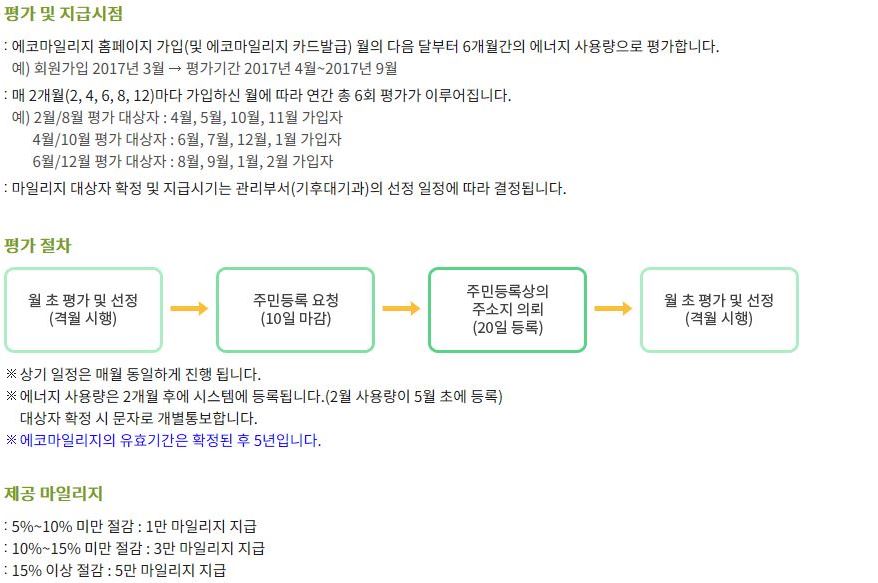 평가 및 지급시점
: 에코마일리지 홈페이지 가입(및 에코마일리지 카드발급) 월의 다음 달부터 6개월간의 에너지 사용량으로 평가합니다.
예) 회원가입 2017년 3월 → 평가기간 2017년 4월~2017년 9월
: 매 2개월(2, 4, 6, 8, 12)마다 가입하신 월에 따라 연간 총 6회 평가가 이루어집니다.
예) 2월/8월 평가 대상자 : 4월, 5월, 10월, 11월 가입자
4월/10월 평가 대상자 : 6월, 7월, 12월, 1월 가입자
6월/12월 평가 대상자 : 8월, 9월, 1월, 2월 가입자
: 마일리지 대상자 확정 및 지급시기는 관리부서(기후대기과)의 선정 일정에 따라 결정됩니다.
평가 절차
월 초 평가 및 선정
(격월 시행)
주민등록 요청
(10일 마감)
주민등록상의
주소지 의뢰
(20일 등록)
월 초 평가 및 선정
(격월 시행)
※ 상기 일정은 매월 동일하게 진행 됩니다.
※ 에너지 사용량은 2개월 후에 시스템에 등록됩니다.(2월 사용량이 5월 초에 등록)
대상자 확정 시 문자로 개별통보합니다.
※ 에코마일리지의 유효기간은 확정된 후 5년입니다.
제공 마일리지
: 5%~10% 미만 절감 : 1만 마일리지 지급
: 10%~15% 미만 절감 : 3만 마일리지 지급
: 15% 이상 절감 : 5만 마일리지 지급